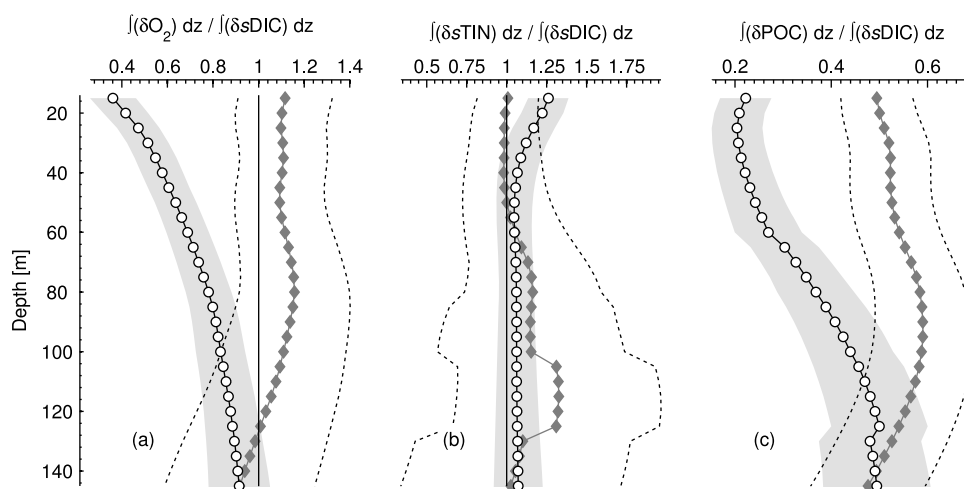 ∫(δO₂) dz / ∫(δsDIC) dz
∫(δsTIN) dz / ∫(δsDIC) dz
∫(δPOC) dz / ∫(δsDIC) dz
0.4 0.6 0.8 1 1.2 1.4
0.5 0.75 1 1.25 1.5 1.75
0.2 0.4 0.6
Depth [m]
20
40
60
80
100
120
140
(a)
(b)
(c)